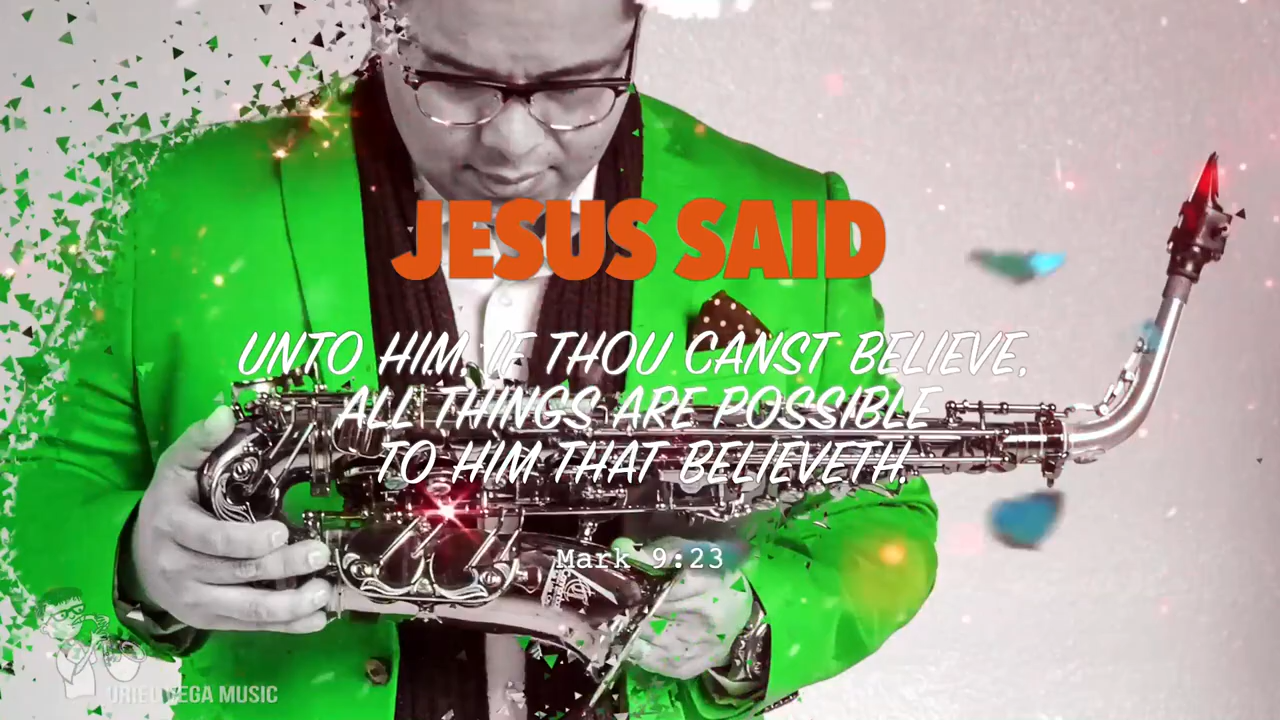 JESUS SAID
UNTO HIM, IF THOU CANST BELIEVE,
ALL THINGS ARE POSSIBLE
TO HIM THAT BELIEVETH.
Mark 9:23
URIEL VEGA MUSIC